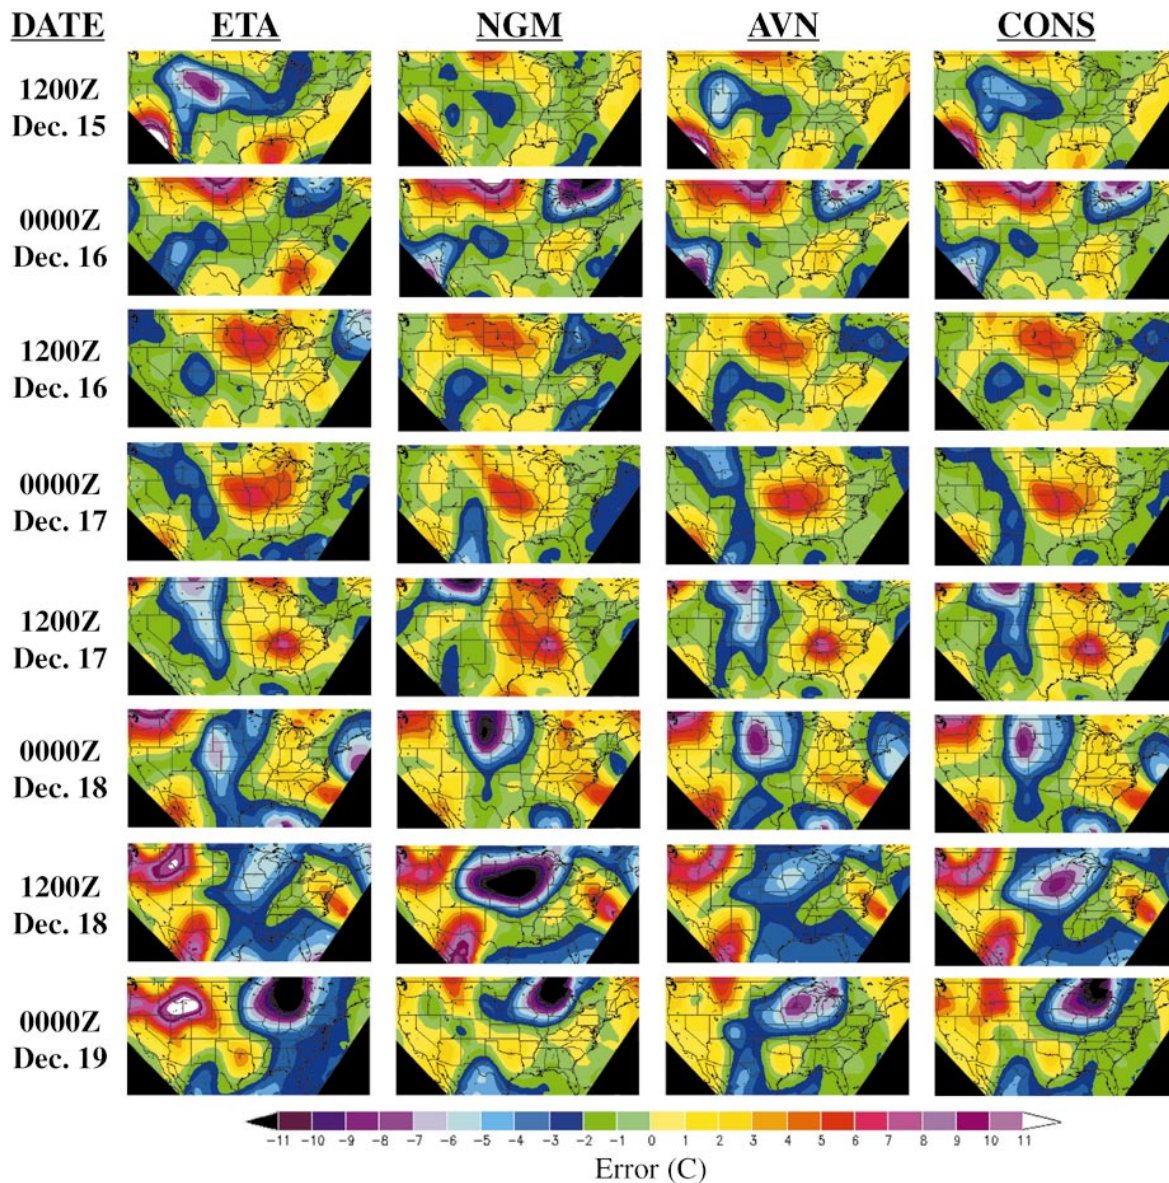 DATE ETA NGM AVN CONS
1200Z
Dec. 15
0000Z
Dec. 16
1200Z
Dec. 16
0000Z
Dec. 17
1200Z
Dec. 17
0000Z
Dec. 18
1200Z
Dec. 18
0000Z
Dec. 19
-11 -10 -9 -8 -7 -6 -5 -4 -3 -2 -1 0 1 2 3 4 5 6 7 8 9 10 11
Error (C)